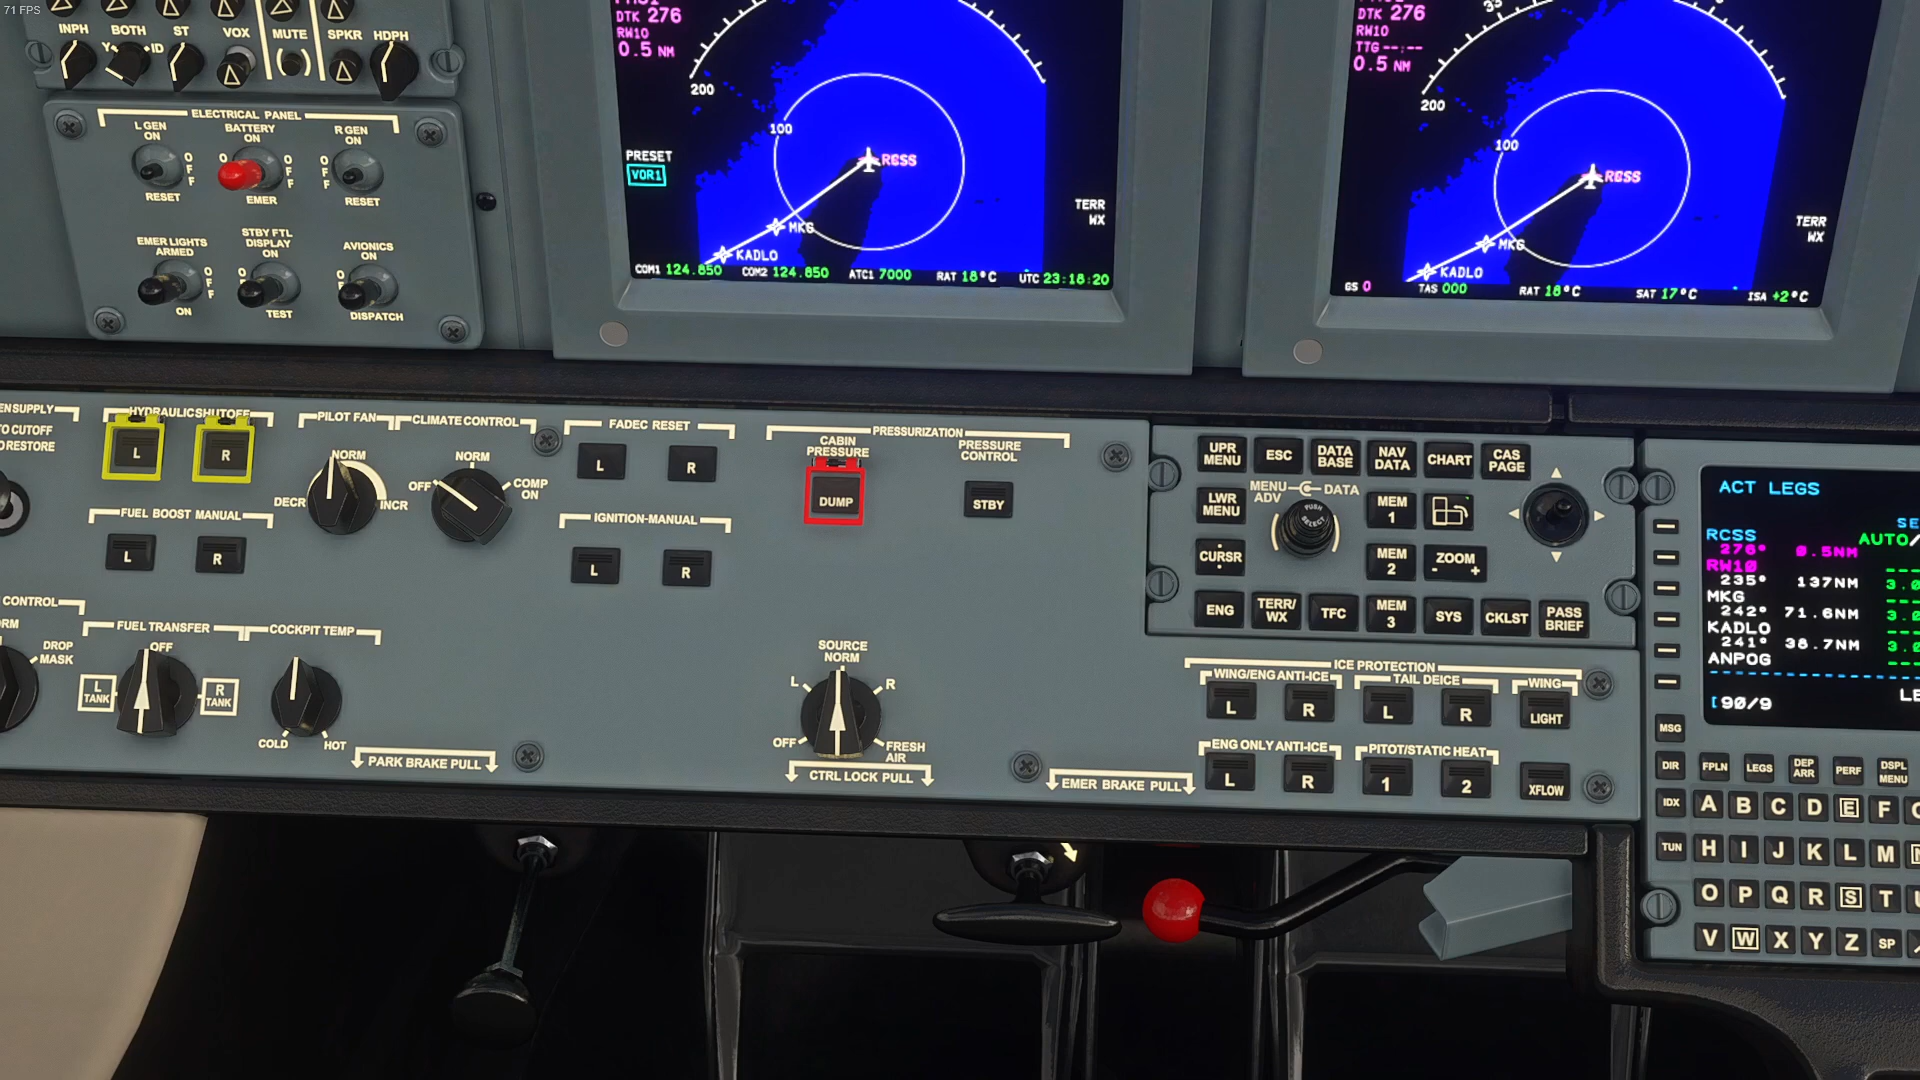 71 FPS
INPH
BOTH
ID
ST
VOX
MUTE
SPKR
HDPH
ELECTRICAL PANEL
L GEN
ON
BATTERY
ON
R GEN
ON
OFF
OFF
RESET
EMER
RESET
EMER LIGHTS
ARMED
STBY FTL
DISPLAY
ON
AVIONICS
ON
OFF
OFF
ON
TEST
DISPATCH
DTK 276
RW10
0.5 NM
200
100
RCSS
PRESET
VOR1
TERR
WX
MKG
KADLO
COM1 124.850
COM2 124.850
ATC1 7000
RAT 18°C
UTC 23:18:20
DTK 276
RW10
TTG--:--
0.5 NM
33
200
100
RCSS
TERR
WX
MKG
KADLO
GS 0
TAS 000
RAT 18°C
SAT 17°C
ISA +2°C
SUPPLY
CUTOFF
RESTORE
HYDRAULIC SHUTOFF
L
R
PILOT FAN
NORM
DECR
INCR
CLIMATE CONTROL
NORM
OFF
COMP
ON
FADEC RESET
L
R
PRESSURIZATION
CABIN
PRESSURE
DUMP
PRESSURE
CONTROL
STBY
FUEL BOOST MANUAL
L
R
IGNITION-MANUAL
L
R
CONTROL
DROP
MASK
FUEL TRANSFER
OFF
L
TANK
R
TANK
COCKPIT TEMP
COLD
HOT
PARK BRAKE PULL
SOURCE
NORM
L
R
OFF
FRESH
AIR
CTRL LOCK PULL
EMER BRAKE PULL
UPR
MENU
ESC
DATA
BASE
NAV
DATA
CHART
CAS
PAGE
LWR
MENU
MENU
ADV
DATA
PUSH
SELECT
MEM
1
CURSR
MEM
2
ZOOM
- +
ENG
TERR/
WX
TFC
MEM
3
SYS
CKLST
PASS
BRIEF
ICE PROTECTION
WING/ENG ANTI-ICE
TAIL DEICE
WING
L
R
L
R
LIGHT
ENG ONLY ANTI-ICE
PITOT/STATIC HEAT
L
R
1
2
XFLOW
ACT LEGS
SE
RCSS
AUTO/
276° 0.5NM
RW10
235° 137NM
MKG
242° 71.6NM
KADLO
241° 38.7NM
ANPOG
[90/9
LE
MSG
DIR
FPLN
LEGS
DEP
ARR
PERF
DSPL
MENU
IDX
A B C D E F
TUN
H I J K L M
O P Q R S T
V W X Y Z SP